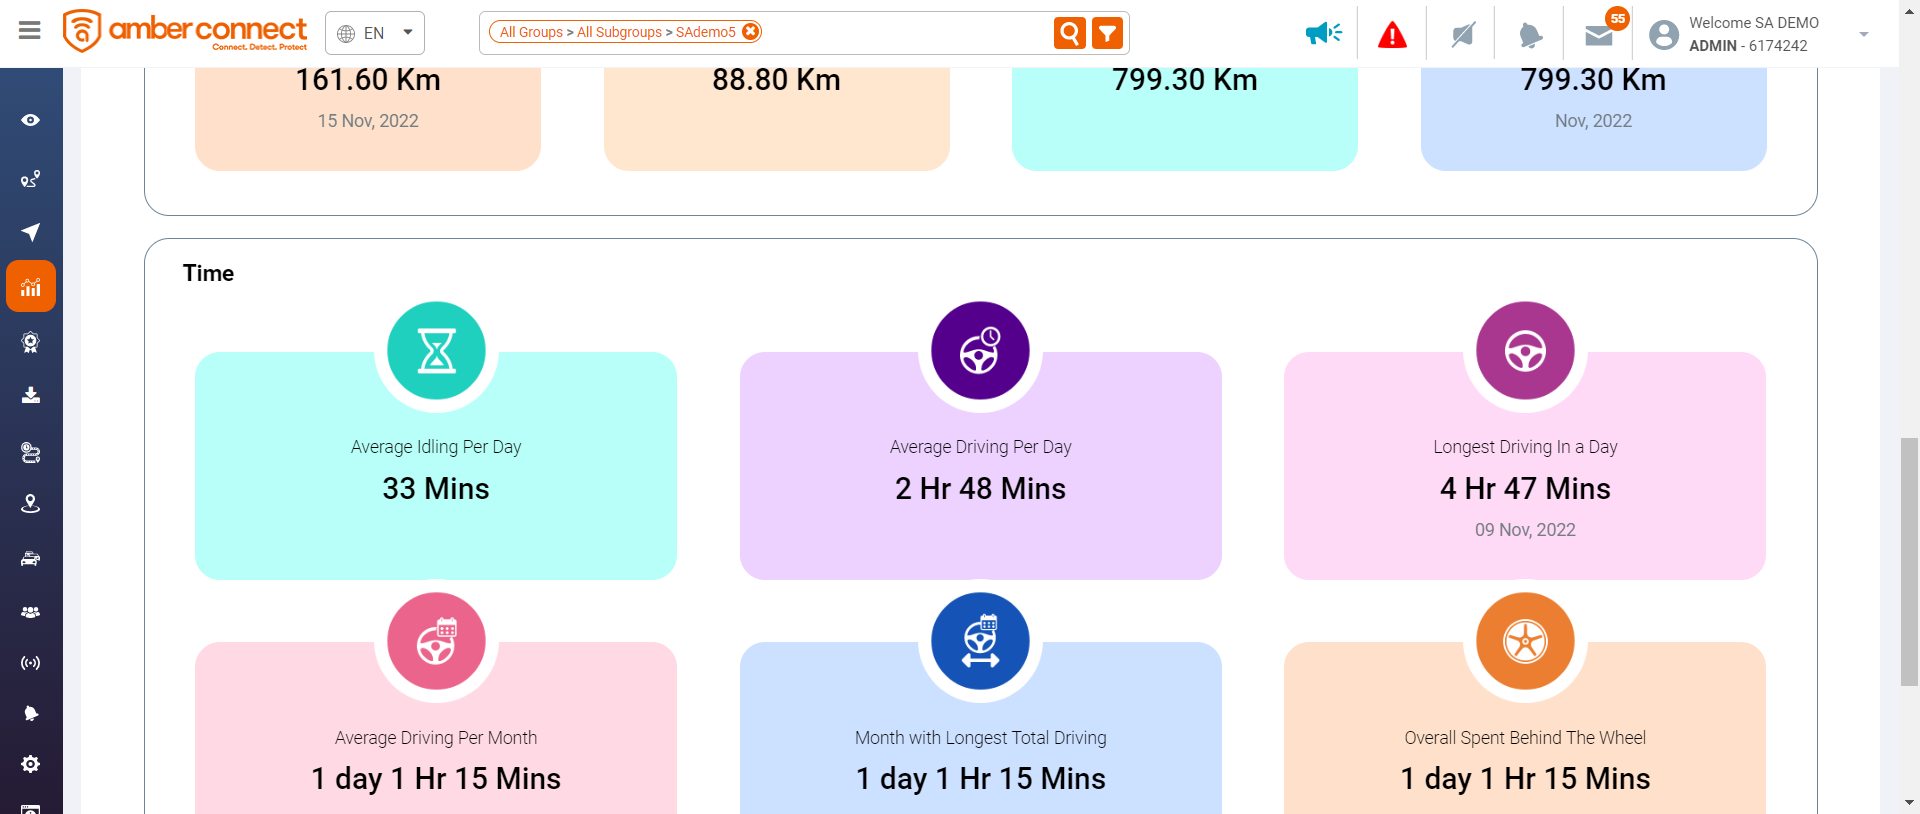 amber connect
Connect. Detect. Protect
EN
All Groups > All Subgroups > SAdemo5
55
Welcome SA DEMO
ADMIN - 6174242
161.60 Km
88.80 Km
799.30 Km
799.30 Km
15 Nov, 2022
Nov, 2022
Time
Average Idling Per Day
Average Driving Per Day
Longest Driving In a Day
33 Mins
2 Hr 48 Mins
4 Hr 47 Mins
09 Nov, 2022
Average Driving Per Month
Month with Longest Total Driving
Overall Spent Behind The Wheel
1 day 1 Hr 15 Mins
1 day 1 Hr 15 Mins
1 day 1 Hr 15 Mins